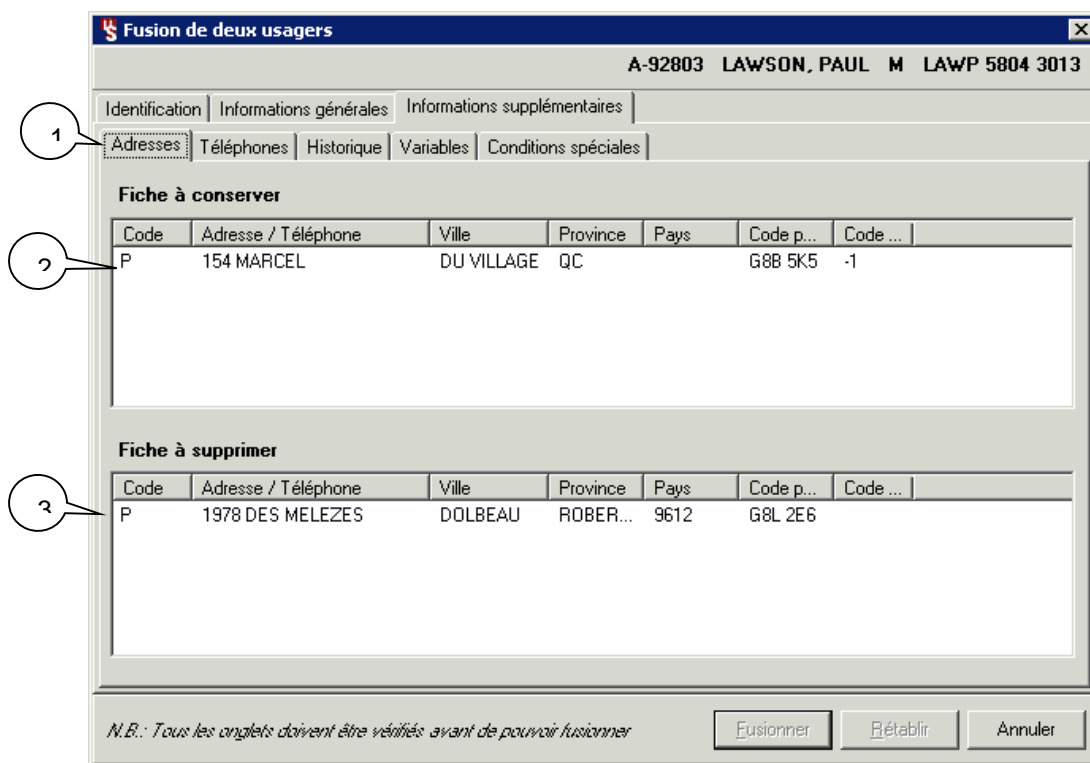 Fusion de deux usagers
A-92803 LAWSON, PAUL M LAWP 5804 3013
Identification Informations générales Informations supplémentaires
1 Adresses Téléphones Historique Variables Conditions spéciales
Fiche à conserver
Code Adresse / Téléphone Ville Province Pays Code p... Code ...
2 P 154 MARCEL DU VILLAGE QC G8B 5K5 -1
Fiche à supprimer
Code Adresse / Téléphone Ville Province Pays Code p... Code ...
3 P 1978 DES MELEZES DOLBEAU ROBER... 9612 G8L 2E6
N.B.: Tous les onglets doivent être vérifiés avant de pouvoir fusionner Fusionner Rétablir Annuler